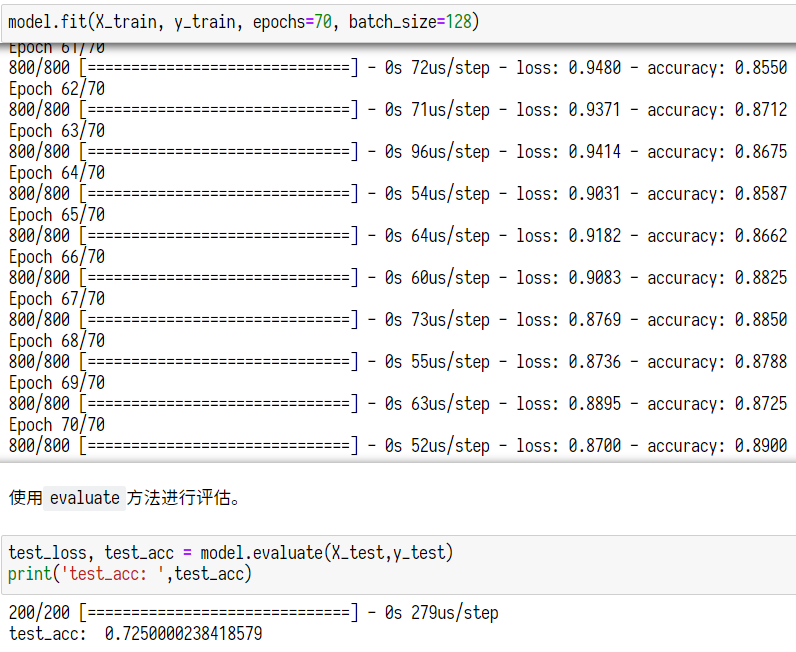 model.fit(X_train, y_train, epochs=70, batch_size=128)
Epoch 61/70
800/800 [==============================] - 0s 72us/step - loss: 0.9480 - accuracy: 0.8550
Epoch 62/70
800/800 [==============================] - 0s 71us/step - loss: 0.9371 - accuracy: 0.8712
Epoch 63/70
800/800 [==============================] - 0s 96us/step - loss: 0.9414 - accuracy: 0.8675
Epoch 64/70
800/800 [==============================] - 0s 54us/step - loss: 0.9031 - accuracy: 0.8587
Epoch 65/70
800/800 [==============================] - 0s 64us/step - loss: 0.9182 - accuracy: 0.8662
Epoch 66/70
800/800 [==============================] - 0s 60us/step - loss: 0.9083 - accuracy: 0.8825
Epoch 67/70
800/800 [==============================] - 0s 73us/step - loss: 0.8769 - accuracy: 0.8850
Epoch 68/70
800/800 [==============================] - 0s 55us/step - loss: 0.8736 - accuracy: 0.8788
Epoch 69/70
800/800 [==============================] - 0s 63us/step - loss: 0.8895 - accuracy: 0.8725
Epoch 70/70
800/800 [==============================] - 0s 52us/step - loss: 0.8700 - accuracy: 0.8900
使用 evaluate 方法进行评估。
test_loss, test_acc = model.evaluate(X_test,y_test)
print('test_acc: ',test_acc)
200/200 [==============================] - 0s 279us/step
test_acc:  0.7250000238418579